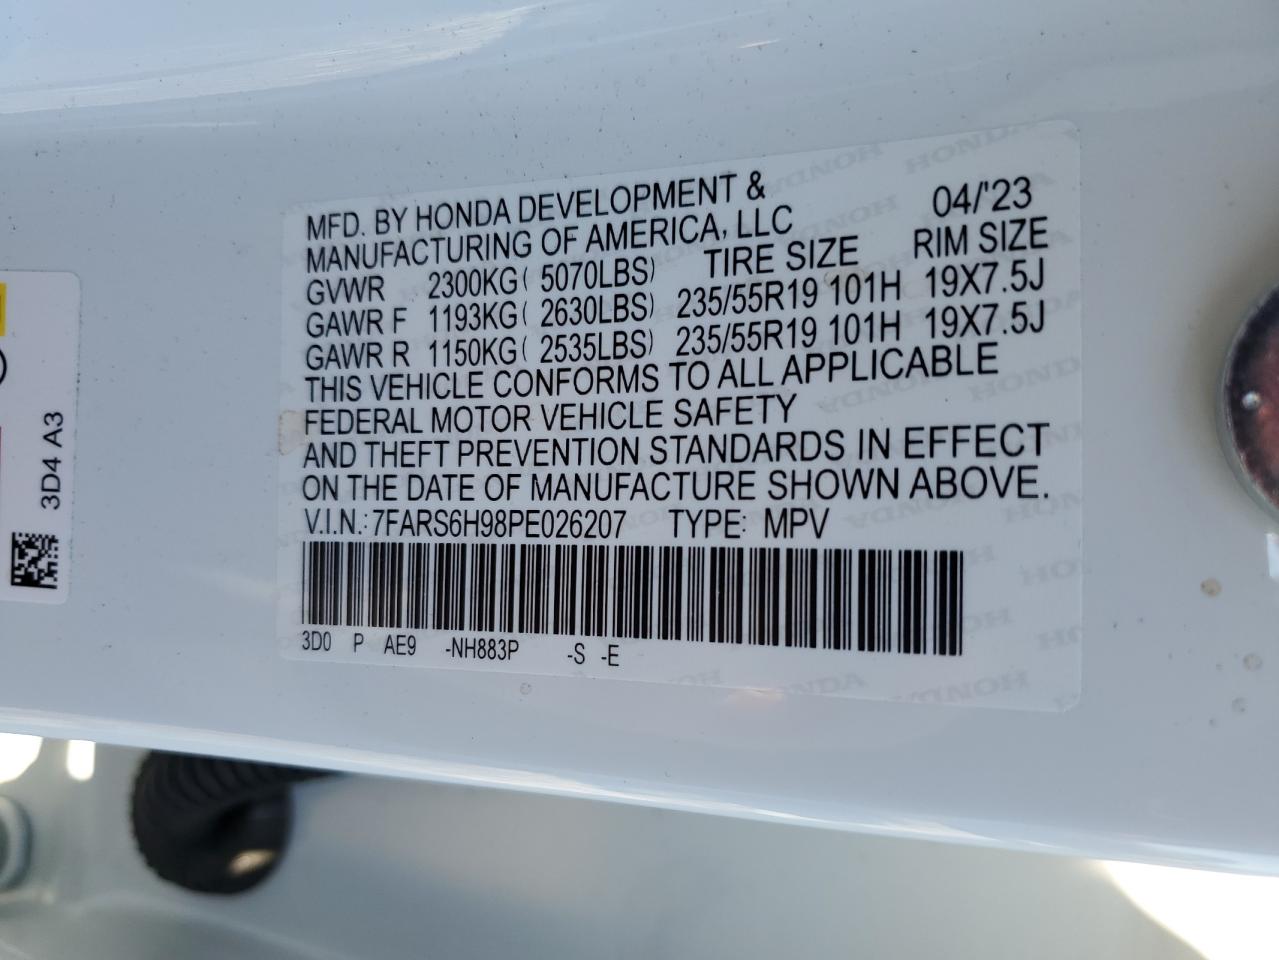 MFD. BY HONDA DEVELOPMENT & 04/'23
MANUFACTURING OF AMERICA, LLC
TIRE SIZE RIM SIZE
GVWR 2300KG( 5070LBS)
GAWR F 1193KG( 2630LBS) 235/55R19 101H 19X7.5J
GAWR R 1150KG( 2535LBS) 235/55R19 101H 19X7.5J
THIS VEHICLE CONFORMS TO ALL APPLICABLE
FEDERAL MOTOR VEHICLE SAFETY
AND THEFT PREVENTION STANDARDS IN EFFECT
ON THE DATE OF MANUFACTURE SHOWN ABOVE.
V.I.N.: 7FARS6H98PE026207 TYPE: MPV
3D0 P AE9 -NH883P -S -E
3D4 A3
HONDA